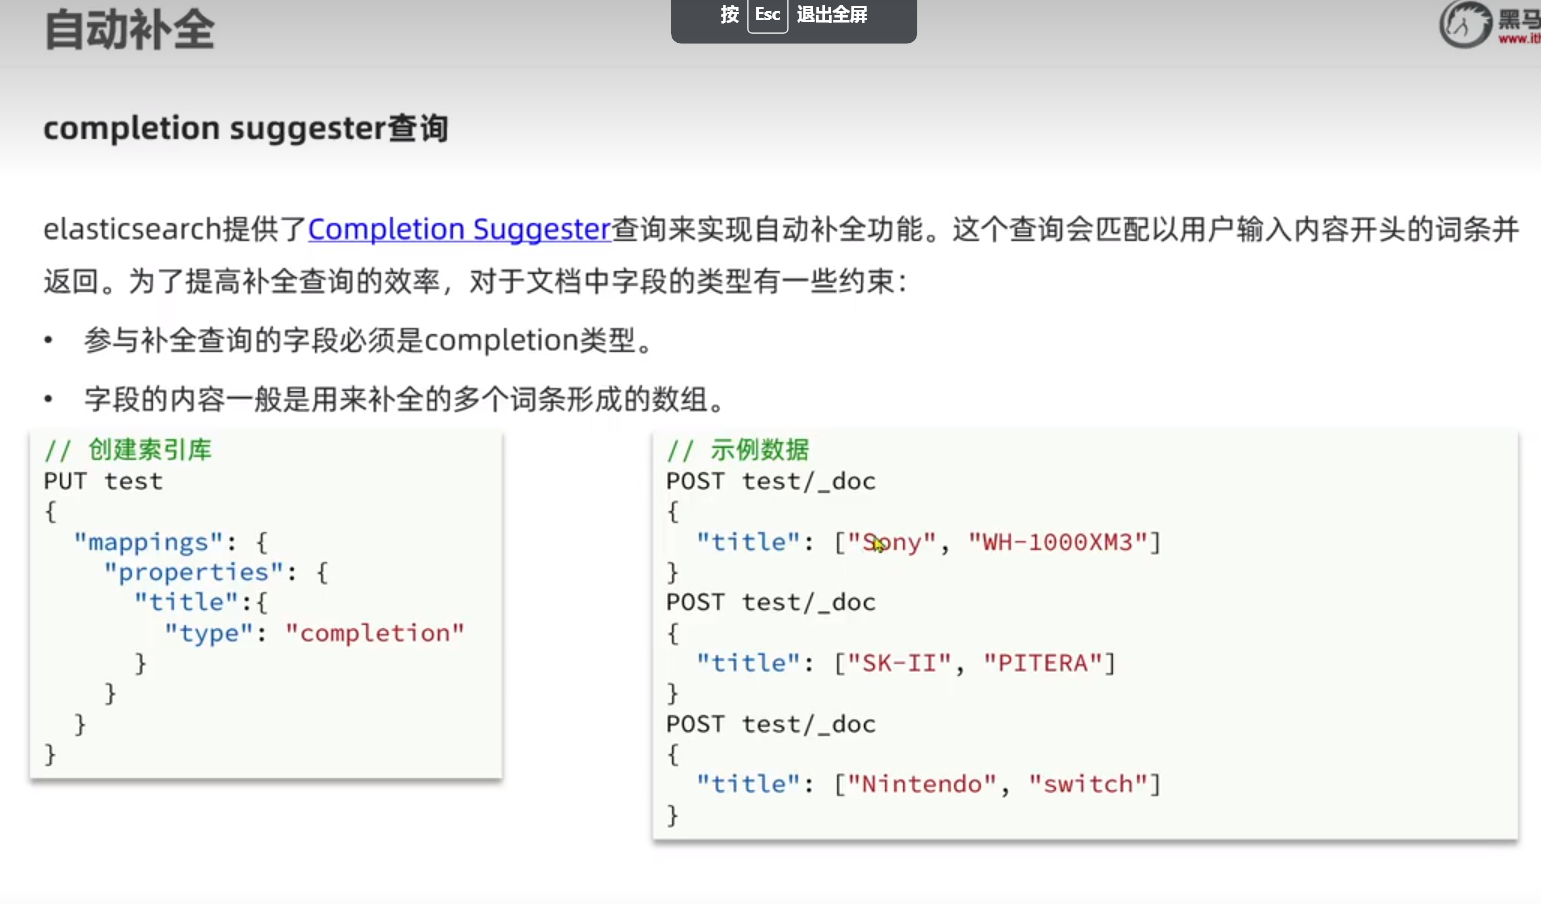 自动补全
按 Esc 退出全屏
黑马
www.ith
completion suggester查询
elasticsearch提供了Completion Suggester查询来实现自动补全功能。这个查询会匹配以用户输入内容开头的词条并
返回。为了提高补全查询的效率，对于文档中字段的类型有一些约束：
• 参与补全查询的字段必须是completion类型。
• 字段的内容一般是用来补全的多个词条形成的数组。
// 创建索引库
PUT test
{
  "mappings": {
    "properties": {
      "title":{
        "type": "completion"
      }
    }
  }
}
// 示例数据
POST test/_doc
{
  "title": ["Sony", "WH-1000XM3"]
}
POST test/_doc
{
  "title": ["SK-II", "PITERA"]
}
POST test/_doc
{
  "title": ["Nintendo", "switch"]
}